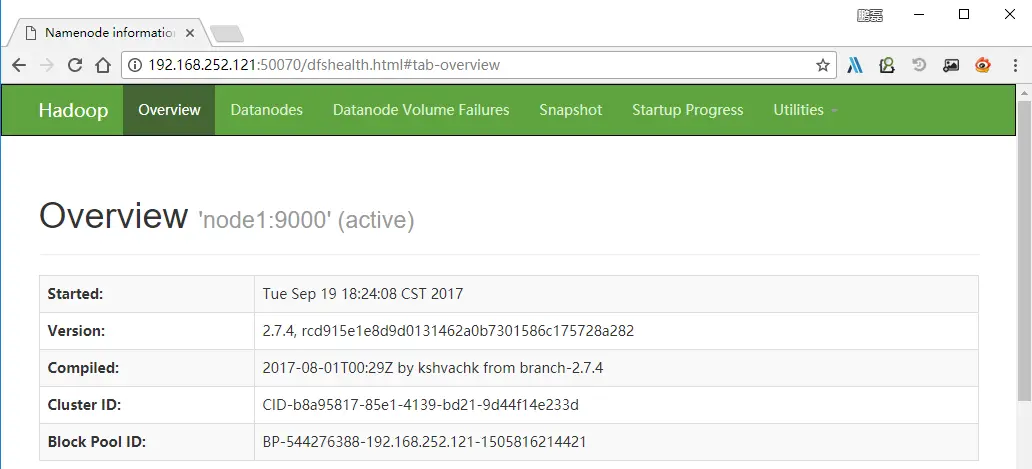 鹏磊
Namenode informatio
192.168.252.121:50070/dfshealth.html#tab-overview
Hadoop Overview Datanodes Datanode Volume Failures Snapshot Startup Progress Utilities
Overview 'node1:9000' (active)
Started: Tue Sep 19 18:24:08 CST 2017
Version: 2.7.4, rcd915e1e8d9d0131462a0b7301586c175728a282
Compiled: 2017-08-01T00:29Z by kshvachk from branch-2.7.4
Cluster ID: CID-b8a95817-85e1-4139-bd21-9d44f14e233d
Block Pool ID: BP-544276388-192.168.252.121-1505816214421